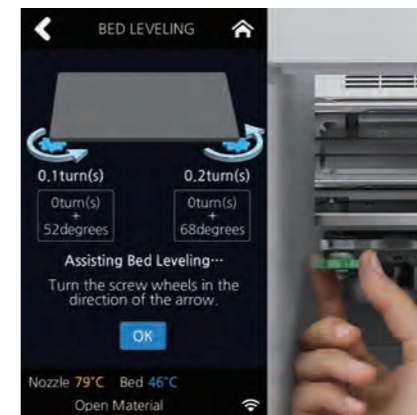 BED LEVELING
0.1turn(s) 0.2turn(s)
0turn(s)
+
52degrees
0turn(s)
+
68degrees
Assisting Bed Leveling…
Turn the screw wheels in the
direction of the arrow.
OK
Nozzle 79°C Bed 46°C
Open Material